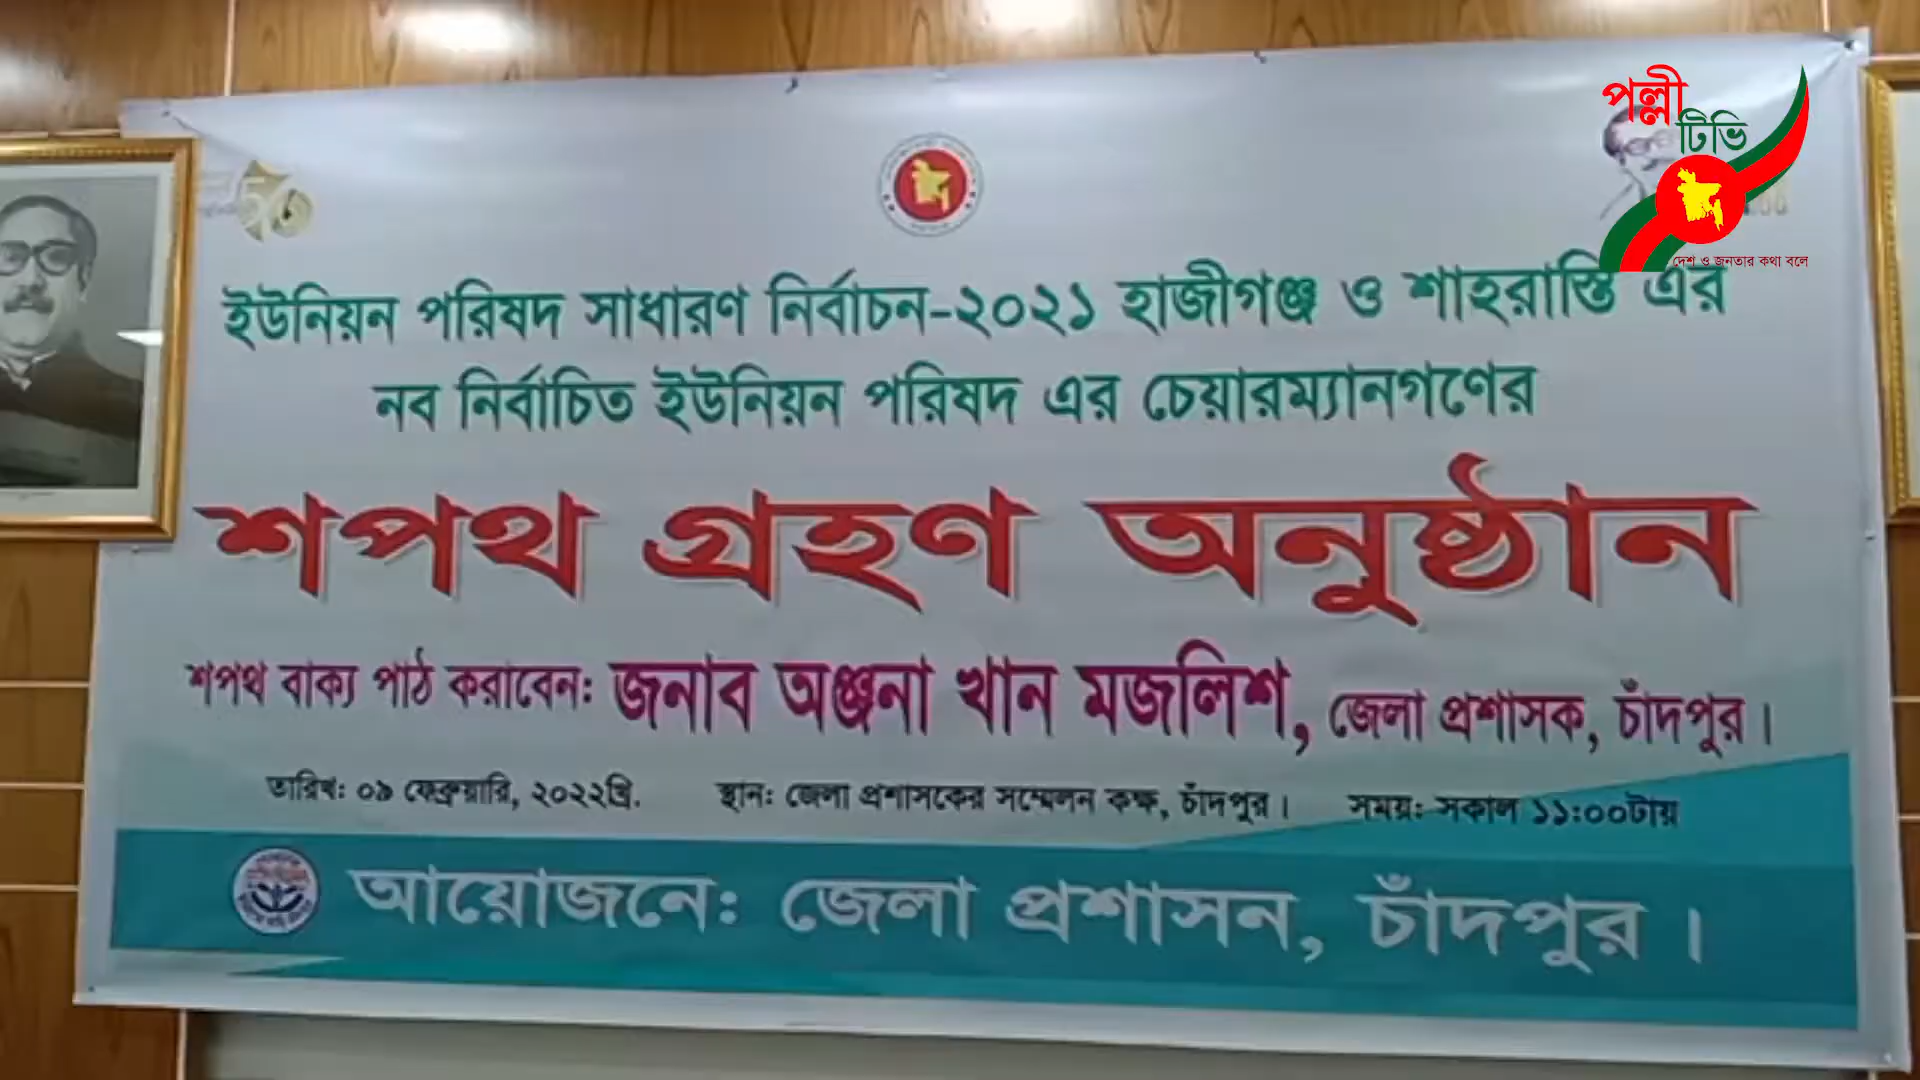 পল্লী
টিভি
দেশ ও জনতার কথা বলে
50
ইউনিয়ন পরিষদ সাধারণ নির্বাচন-২০২১ হাজীগঞ্জ ও শাহরাস্তি এর
নব নির্বাচিত ইউনিয়ন পরিষদ এর চেয়ারম্যানগণের
শপথ গ্রহণ অনুষ্ঠান
শপথ বাক্য পাঠ করাবেন: জনাব অঞ্জনা খান মজলিশ, জেলা প্রশাসক, চাঁদপুর।
তারিখ: ০৯ ফেব্রুয়ারি, ২০২২খ্রি. স্থান: জেলা প্রশাসকের সম্মেলন কক্ষ, চাঁদপুর। সময়: সকাল ১১:০০টায়
আয়োজনে: জেলা প্রশাসন, চাঁদপুর।